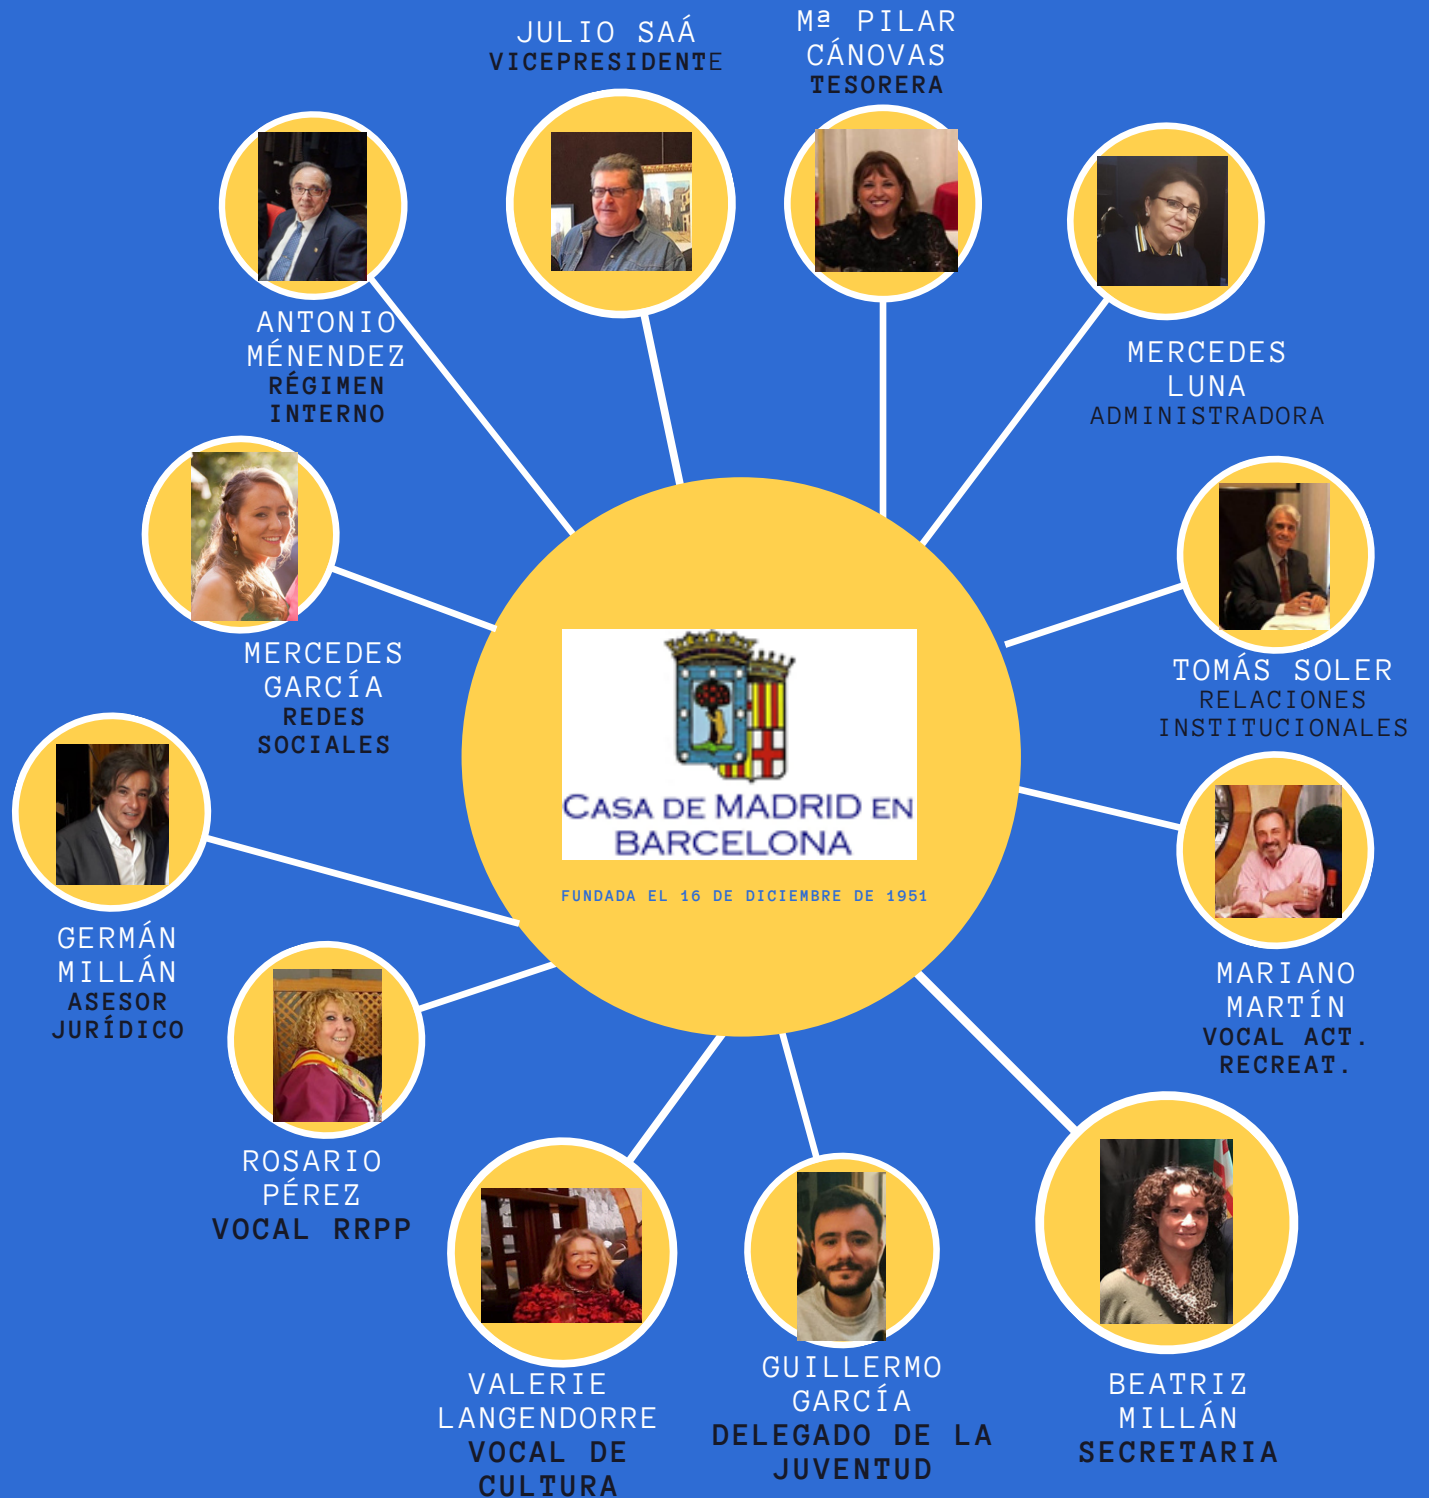 JULIO SAÁ
VICEPRESIDENTE
Mª PILAR
CÁNOVAS
TESORERA
ANTONIO
MÉNENDEZ
RÉGIMEN
INTERNO
MERCEDES
LUNA
ADMINISTRADORA
MERCEDES
GARCÍA
REDES
SOCIALES
TOMÁS SOLER
RELACIONES
INSTITUCIONALES
CASA DE MADRID EN
BARCELONA
FUNDADA EL 16 DE DICIEMBRE DE 1951
GERMÁN
MILLÁN
ASESOR
JURÍDICO
MARIANO
MARTÍN
VOCAL ACT.
RECREAT.
ROSARIO
PÉREZ
VOCAL RRPP
VALERIE
LANGENDORRE
VOCAL DE
CULTURA
GUILLERMO
GARCÍA
DELEGADO DE LA
JUVENTUD
BEATRIZ
MILLÁN
SECRETARIA